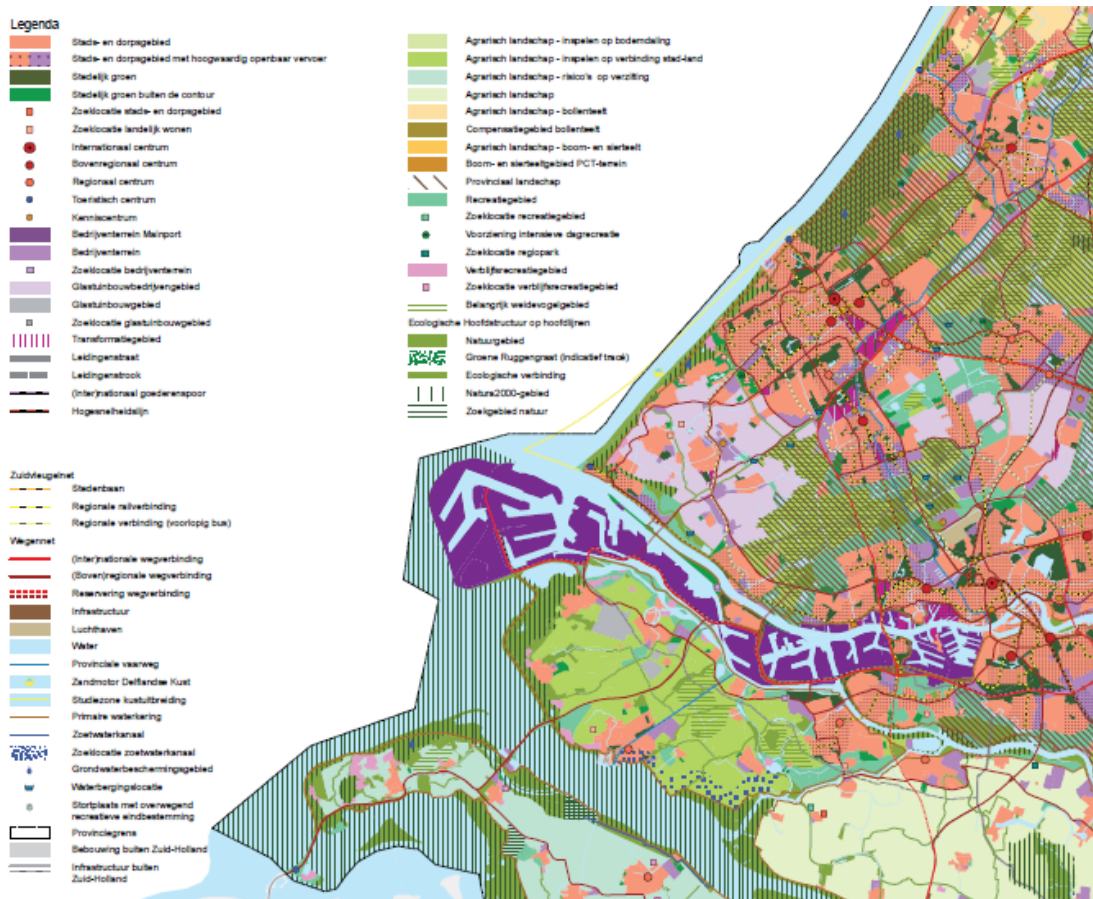 Legenda
Stads- en dorpsgebied
Stads- en dorpsgebied met hoogwaardig openbaar vervoer
Stedelijk groen
Stedelijk groen buiten de contour
Zoeklocatie stads- en dorpsgebied
Zoeklocatie landelijk wonen
Internationaal centrum
Bovenregionaal centrum
Regionaal centrum
Toeristisch centrum
Kenniscentrum
Bedrijventerrein Mainport
Bedrijventerrein
Zoeklocatie bedrijventerrein
Glastuinbouwbedrijvengebied
Glastuinbouwgebied
Zoeklocatie glastuinbouwgebied
Transformatiegebied
Leidingenstraat
Leidingenstrook
(Inter)nationaal goederenspoor
Hogesnelheidslijn
Agrarisch landschap - inspelen op bodemdaling
Agrarisch landschap - inspelen op verbinding stad-land
Agrarisch landschap - risico's op verzilting
Agrarisch landschap
Agrarisch landschap - bollenteelt
Compensatiegebied bollenteelt
Agrarisch landschap - boom- en sierteelt
Boom- en sierteeltgebied PCT-terrein
Provinciaal landschap
Recreatiegebied
Zoeklocatie recreatiegebied
Voorziening intensieve dagrecreatie
Zoeklocatie regiopark
Verblijfsrecreatiegebied
Zoeklocatie verblijfsrecreatiegebied
Belangrijk weidevogelgebied
Ecologische Hoofdstructuur op hoofdlijnen
Natuurgebied
Groene Ruggengraat (indicatief tracé)
Ecologische verbinding
Natura2000-gebied
Zoekgebied natuur
Zuidvleugelnet
Stedenbaan
Regionale railverbinding
Regionale verbinding (voorlopig bus)
Wegennet
(Inter)nationale wegverbinding
(Boven)regionale wegverbinding
Reservering wegverbinding
Infrastructuur
Luchthaven
Water
Provinciale vaarweg
Zandmotor Delflandse Kust
Studiezone kustuitbreiding
Primaire waterkering
Zoetwaterkanaal
Zoeklocatie zoetwaterkanaal
Grondwaterbeschermingsgebied
Waterbergingslocatie
Stortplaats met overwegend
recreatieve eindbestemming
Provinciegrens
Bebouwing buiten Zuid-Holland
Infrastructuur buiten
Zuid-Holland